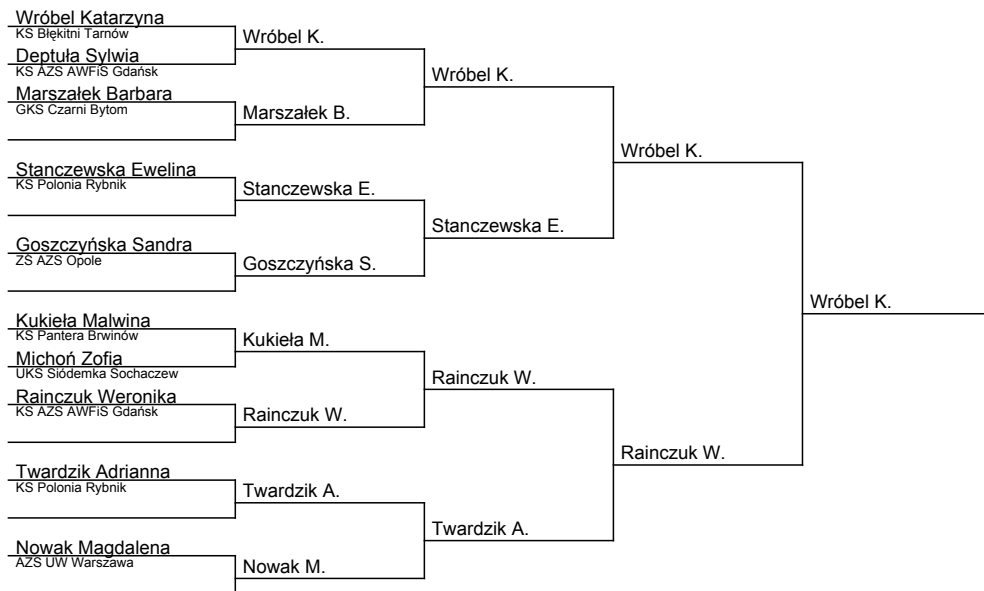 Wróbel Katarzyna
KS Błękitni Tarnów
Deptuła Sylwia
KS AZS AWFiS Gdańsk
Marszałek Barbara
GKS Czarni Bytom
Stanczewska Ewelina
KS Polonia Rybnik
Goszczyńska Sandra
ZS AZS Opole
Kukieła Malwina
KS Pantera Brwinów
Michoń Zofia
UKS Siódemka Sochaczew
Rainczuk Weronika
KS AZS AWFiS Gdańsk
Twardzik Adrianna
KS Polonia Rybnik
Nowak Magdalena
AZS UW Warszawa
Wróbel K.
Marszałek B.
Stanczewska E.
Goszczyńska S.
Kukieła M.
Rainczuk W.
Twardzik A.
Nowak M.
Wróbel K.
Stanczewska E.
Rainczuk W.
Twardzik A.
Wróbel K.
Rainczuk W.
Wróbel K.